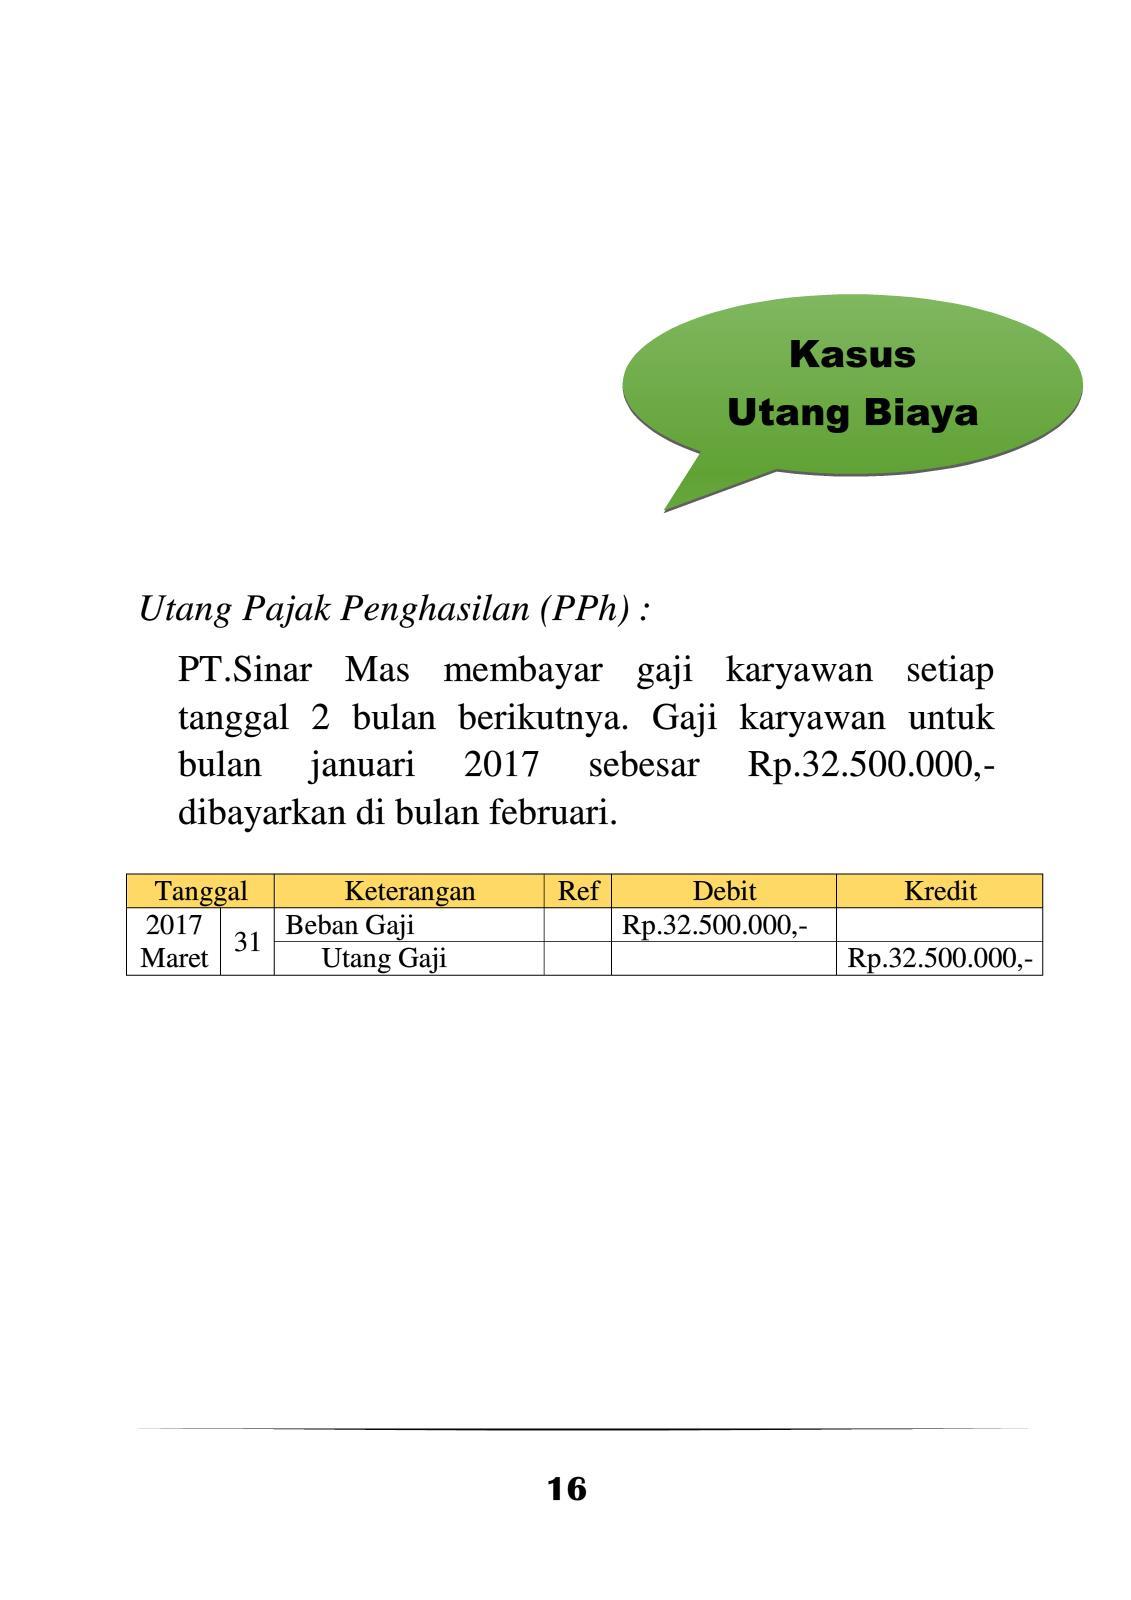 Kasus
Utang Biaya
Utang Pajak Penghasilan (PPh) :
PT.Sinar Mas membayar gaji karyawan setiap
tanggal 2 bulan berikutnya. Gaji karyawan untuk
bulan januari 2017 sebesar Rp.32.500.000,-
dibayarkan di bulan februari.
Tanggal Keterangan Ref Debit Kredit
2017 Maret 31 Beban Gaji Rp.32.500.000,-
Utang Gaji Rp.32.500.000,-
16